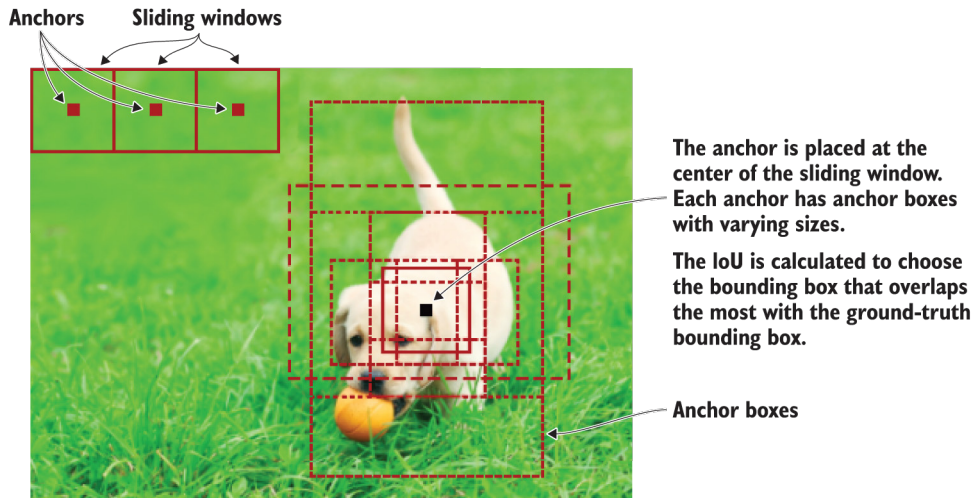 Anchors
Sliding windows
The anchor is placed at the
center of the sliding window.
Each anchor has anchor boxes
with varying sizes.
The IoU is calculated to choose
the bounding box that overlaps
the most with the ground-truth
bounding box.
Anchor boxes